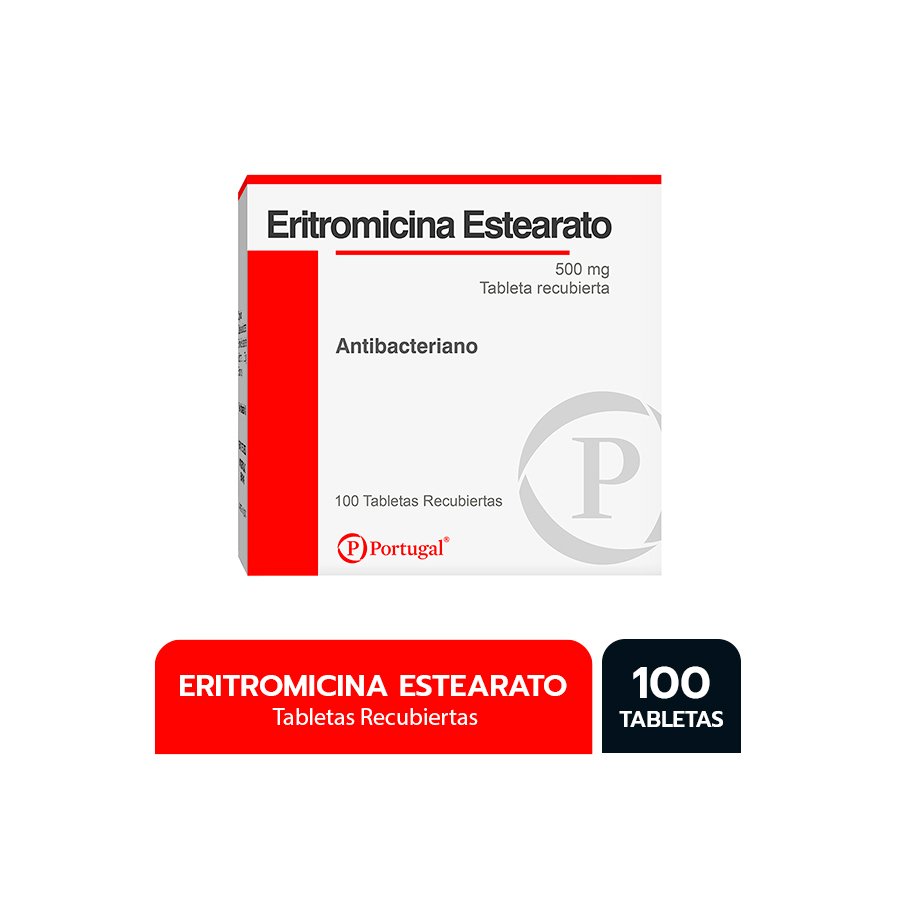 Eritromicina Estearato
500 mg
Tableta recubierta
Antibacteriano
100 Tabletas Recubiertas
P Portugal®
P
ERITROMICINA ESTEARATO
Tabletas Recubiertas
100
TABLETAS